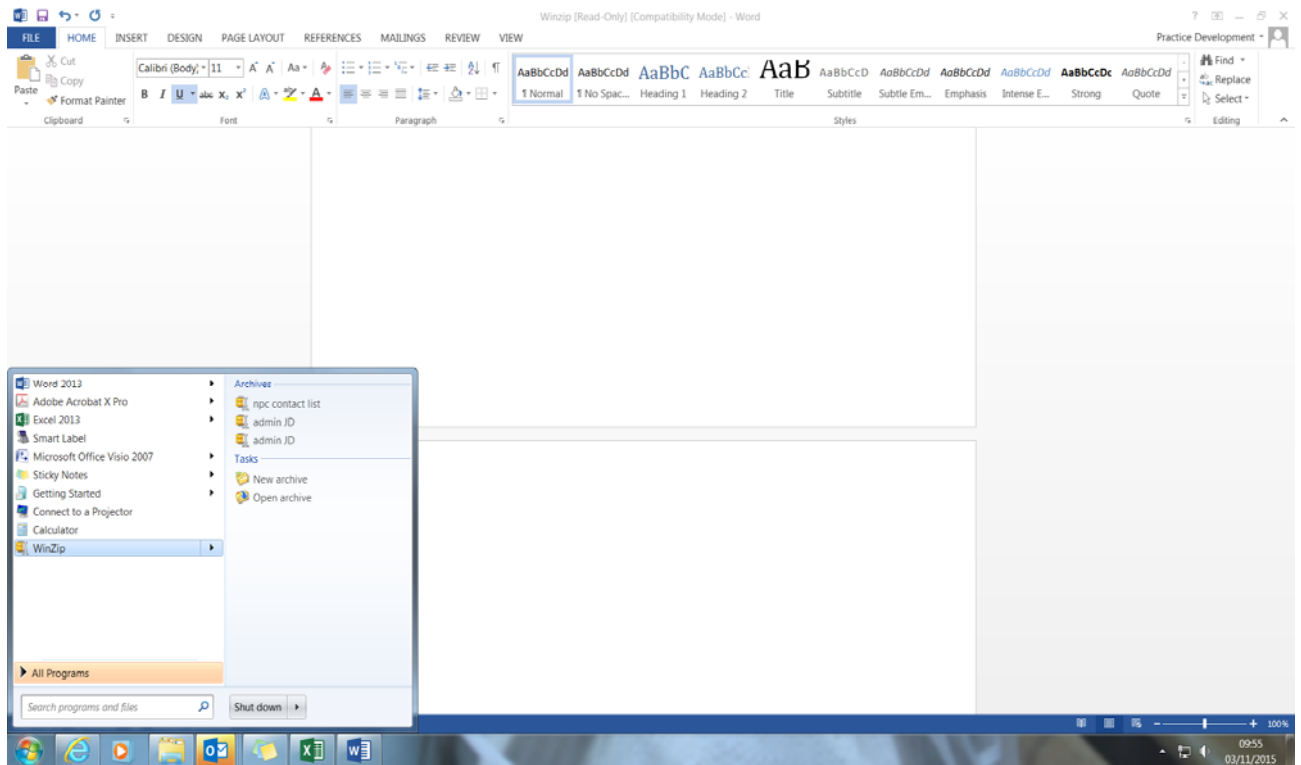 Winzip [Read-Only] [Compatibility Mode] - Word
FILE HOME INSERT DESIGN PAGE LAYOUT REFERENCES MAILINGS REVIEW VIEW Practice Development
Paste
Cut
Copy
Format Painter
Calibri (Body) 11
AaBbCcDd AaBbCcDd AaBbC AaBbCc AaB AaBbCcD AaBbCcDd AaBbCcDd AaBbCcDd AaBbCcDc AaBbCcDd
¶ Normal ¶ No Spac... Heading 1 Heading 2 Title Subtitle Subtle Em... Emphasis Intense E... Strong Quote
Find
Replace
Select
Clipboard Font Paragraph Styles Editing
Word 2013
Adobe Acrobat X Pro
Excel 2013
Smart Label
Microsoft Office Visio 2007
Sticky Notes
Getting Started
Connect to a Projector
Calculator
WinZip
All Programs
Search programs and files
Shut down
Archives
npc contact list
admin JD
admin JD
Tasks
New archive
Open archive
100%
09:55
03/11/2015